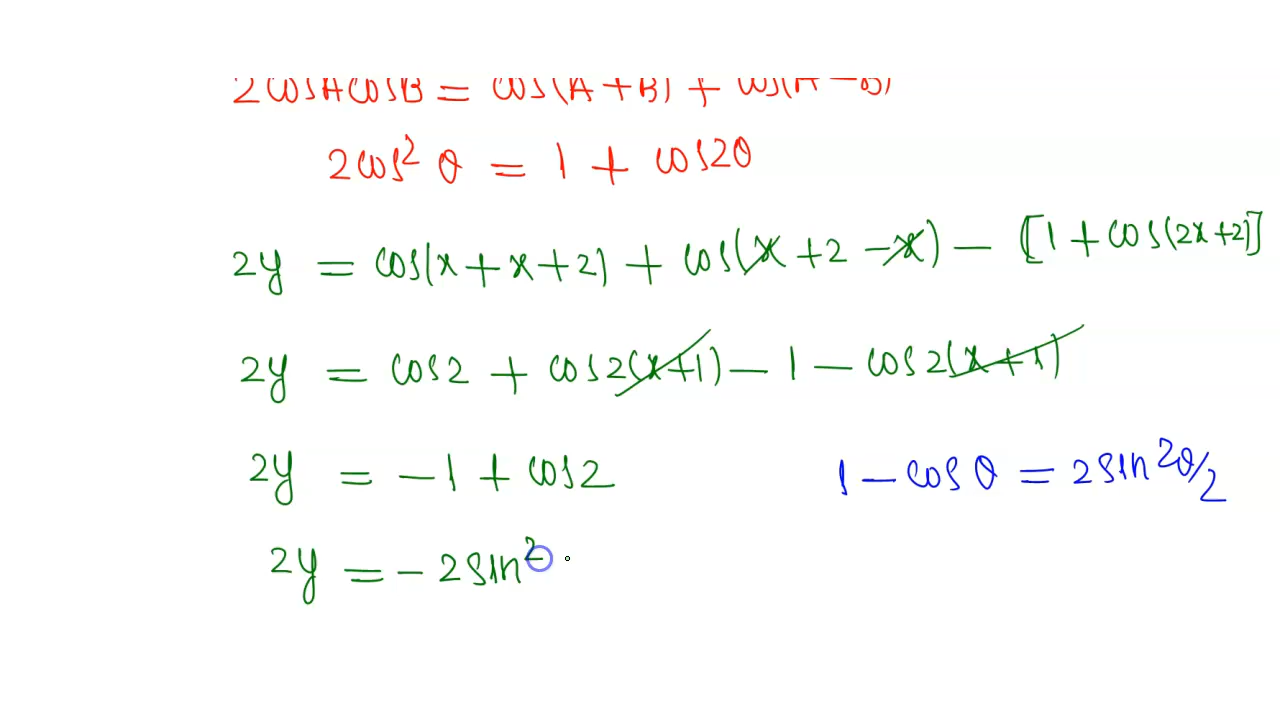 2cosAcosB = cos(A+B) + cos(A-B)
2cos² θ = 1 + cos2θ
2y = cos(x+x+2) + cos(x+2-x) - [1+cos(2x+2)]
2y = cos2 + cos2(x+1) - 1 - cos2(x+1)
2y = -1 + cos2
1 - cosθ = 2sin²θ/2
2y = -2sin²